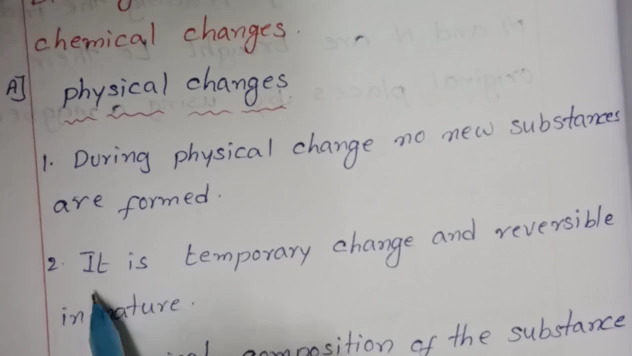 chemical changes.
A] physical changes
1. During physical change no new substances
are formed.
2. It is temporary change and reversible
in nature.
composition of the substance